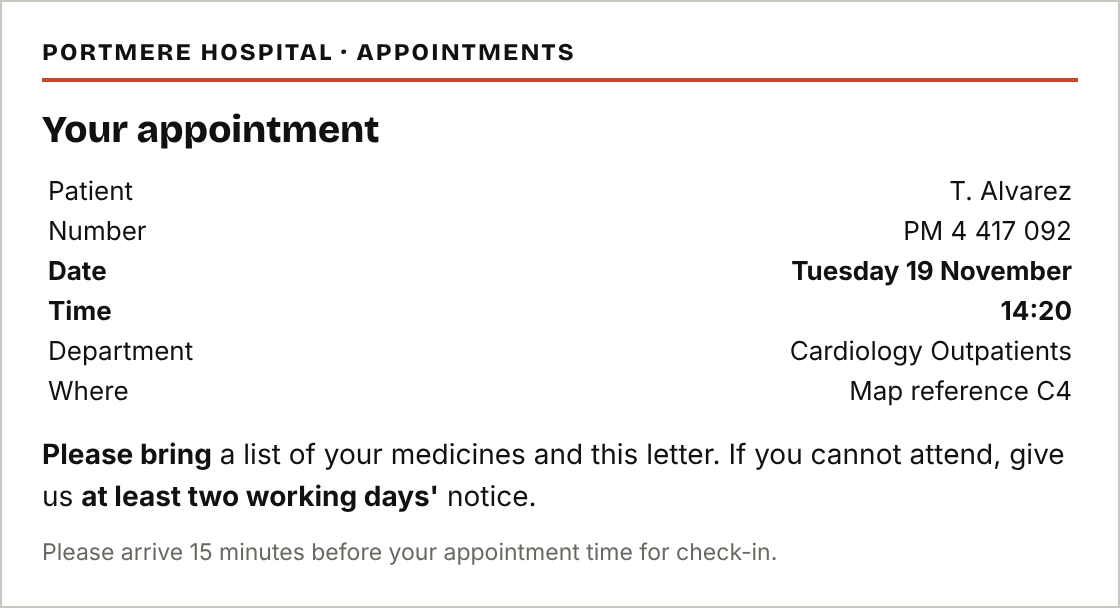 PORTMERE HOSPITAL · APPOINTMENTS
Your appointment
Patient T. Alvarez
Number PM 4 417 092
Date Tuesday 19 November
Time 14:20
Department Cardiology Outpatients
Where Map reference C4
Please bring a list of your medicines and this letter. If you cannot attend, give
us at least two working days' notice.
Please arrive 15 minutes before your appointment time for check-in.